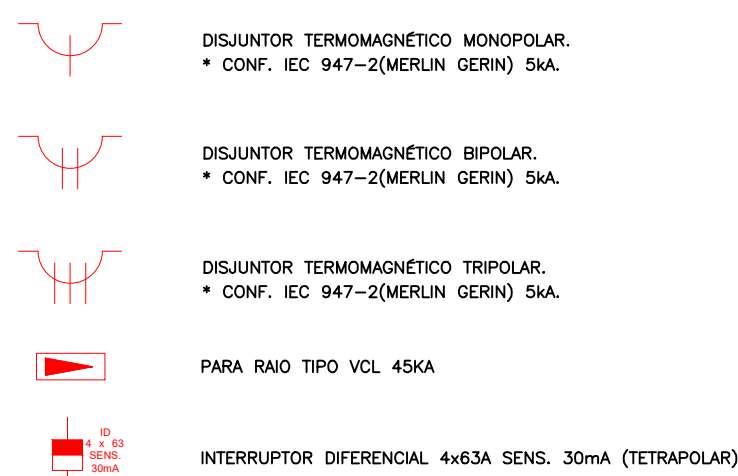 DISJUNTOR TERMOMAGNÉTICO MONOPOLAR.
* CONF. IEC 947-2(MERLIN GERIN) 5kA.
DISJUNTOR TERMOMAGNÉTICO BIPOLAR.
* CONF. IEC 947-2(MERLIN GERIN) 5kA.
DISJUNTOR TERMOMAGNÉTICO TRIPOLAR.
* CONF. IEC 947-2(MERLIN GERIN) 5kA.
PARA RAIO TIPO VCL 45KA
ID
4 x 63
SENS.
30mA
INTERRUPTOR DIFERENCIAL 4x63A SENS. 30mA (TETRAPOLAR)